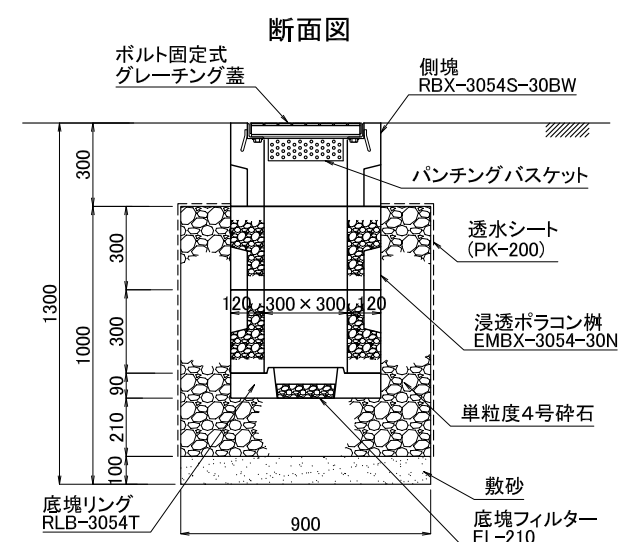 断面図
ボルト固定式
グレーチング蓋
側塊
RBX-3054S-30BW
パンチングバスケット
透水シート
(PK-200)
浸透ポラコン桝
EMBX-3054-30N
単粒度4号砕石
敷砂
底塊フィルター
FL-210
底塊リング
RLB-3054T
1300
300
1000
300
300
90
210
100
120
300×300
120
900